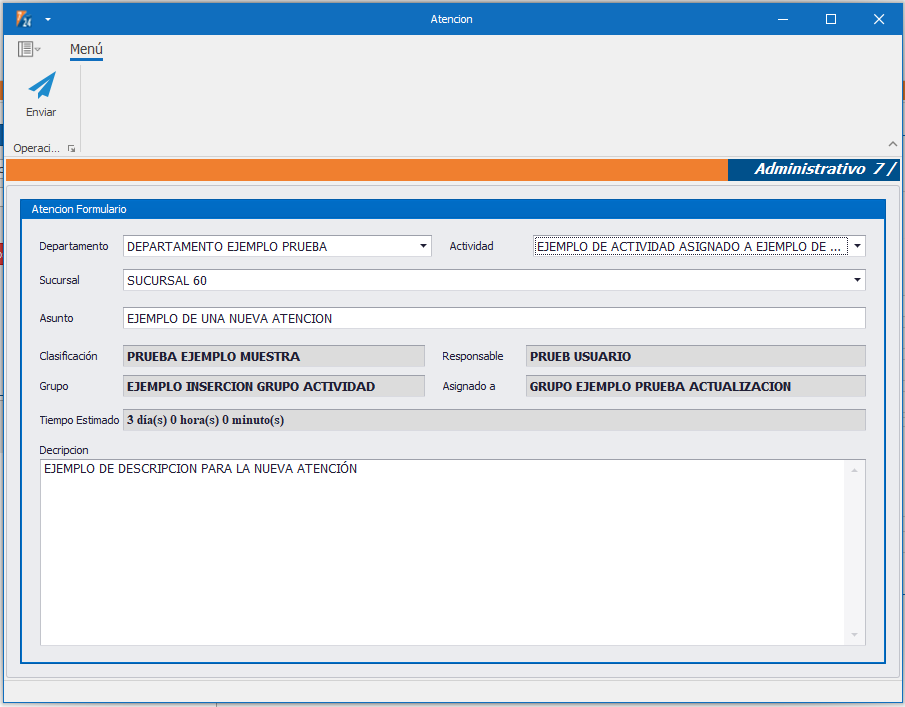 24
Atencion
Menú
Enviar
Operaci...
Administrativo 7 /
Atencion Formulario
Departamento DEPARTAMENTO EJEMPLO PRUEBA Actividad EJEMPLO DE ACTIVIDAD ASIGNADO A EJEMPLO DE ...
Sucursal SUCURSAL 60
Asunto EJEMPLO DE UNA NUEVA ATENCION
Clasificación PRUEBA EJEMPLO MUESTRA Responsable PRUEB USUARIO
Grupo EJEMPLO INSERCION GRUPO ACTIVIDAD Asignado a GRUPO EJEMPLO PRUEBA ACTUALIZACION
Tiempo Estimado 3 día(s) 0 hora(s) 0 minuto(s)
Decripcion
EJEMPLO DE DESCRIPCION PARA LA NUEVA ATENCIÓN